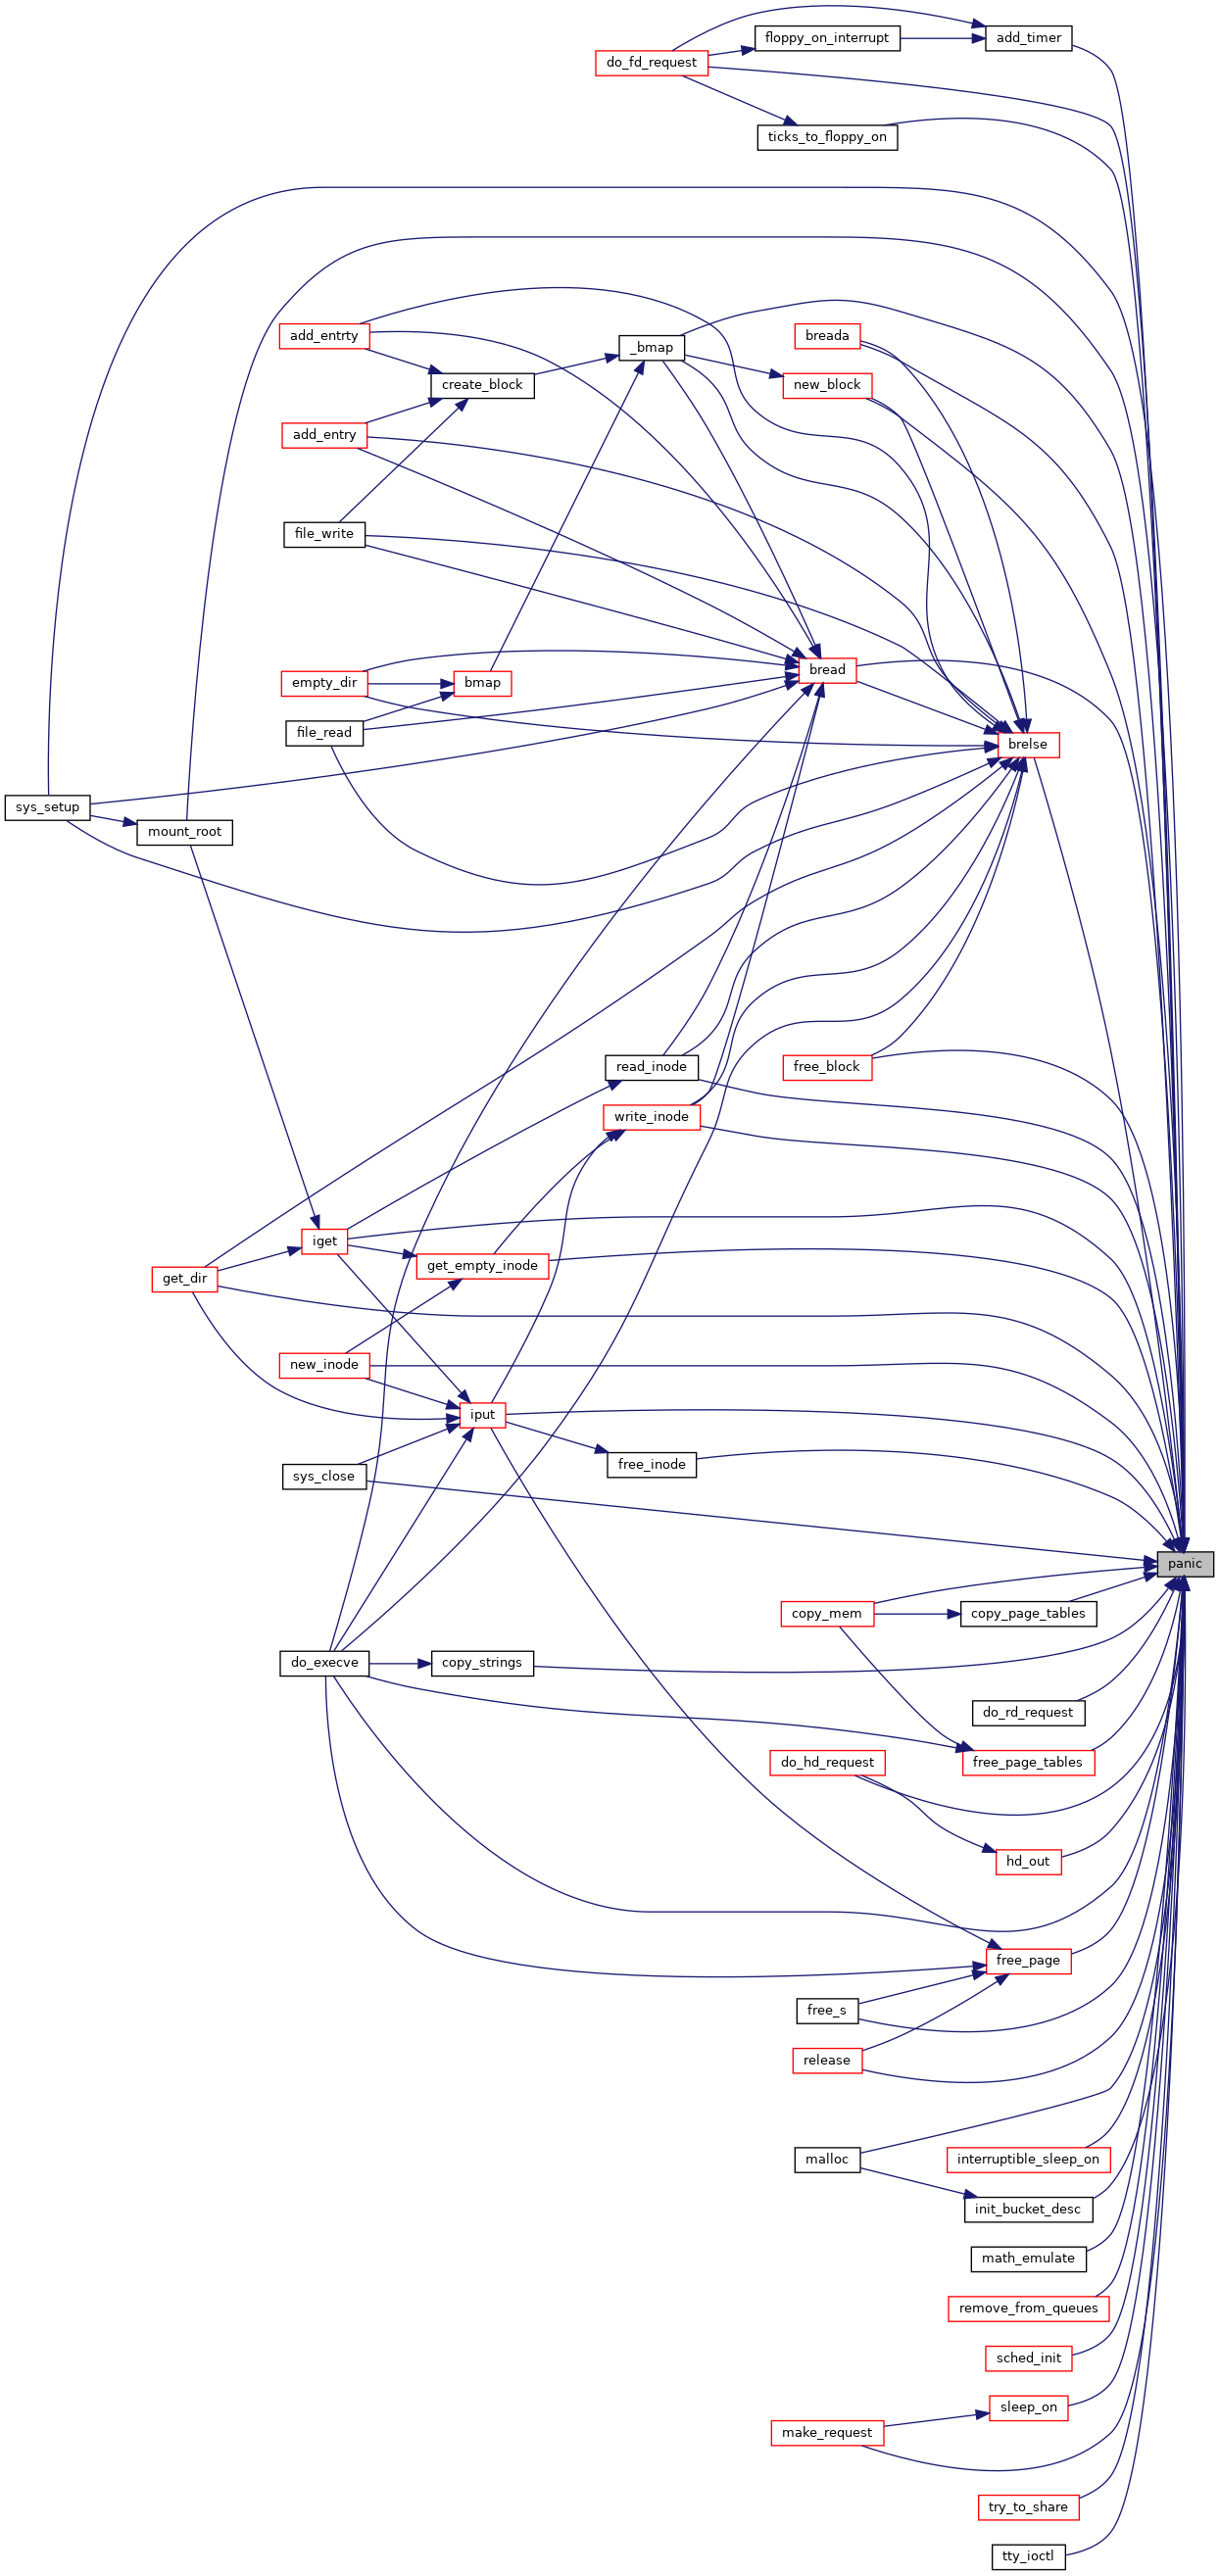 add_timer
floppy_on_interrupt
do_fd_request
ticks_to_floppy_on
add_entrty
_bmap
breada
create_block
new_block
add_entry
file_write
bread
empty_dir
bmap
file_read
brelse
sys_setup
mount_root
read_inode
free_block
write_inode
iget
get_empty_inode
get_dir
new_inode
iput
free_inode
sys_close
panic
copy_mem
copy_page_tables
do_execve
copy_strings
do_rd_request
do_hd_request
free_page_tables
hd_out
free_page
free_s
release
malloc
interruptible_sleep_on
init_bucket_desc
math_emulate
remove_from_queues
sched_init
sleep_on
make_request
try_to_share
tty_ioctl